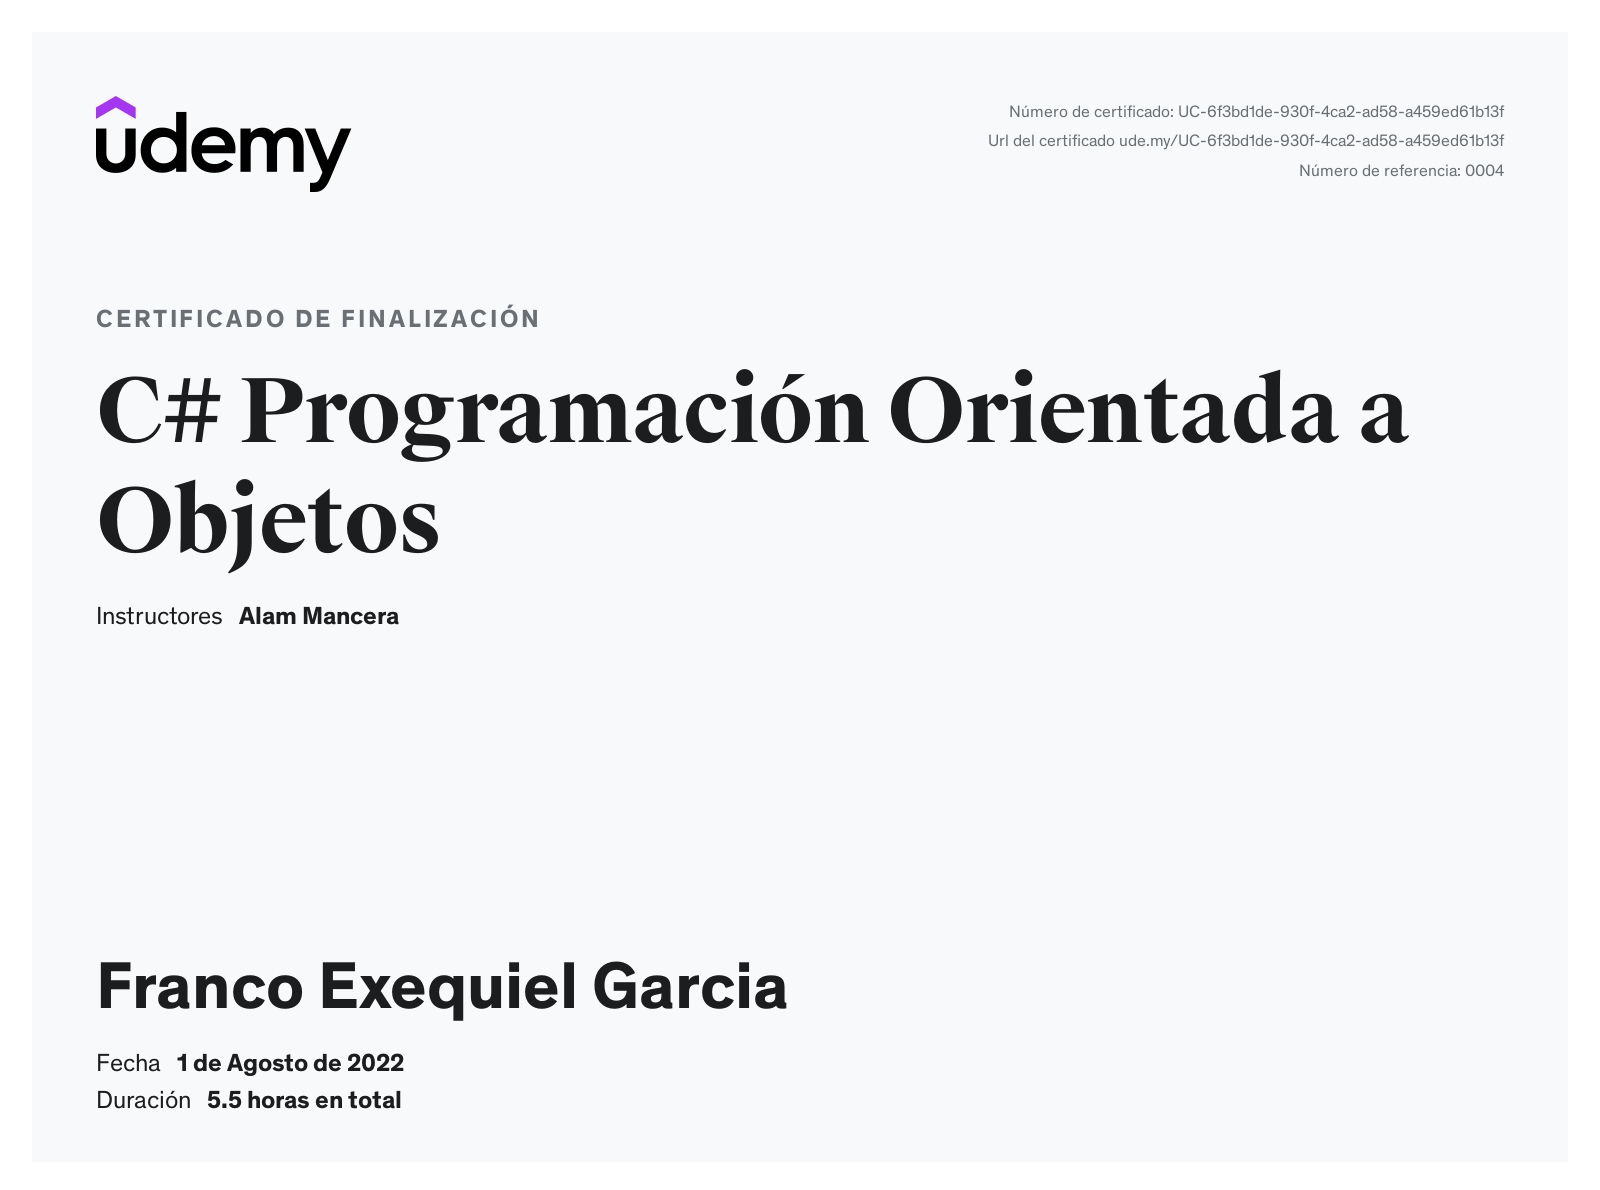 udemy
Número de certificado: UC-6f3bd1de-930f-4ca2-ad58-a459ed61b13f
Url del certificado ude.my/UC-6f3bd1de-930f-4ca2-ad58-a459ed61b13f
Número de referencia: 0004
CERTIFICADO DE FINALIZACIÓN
C# Programación Orientada a
Objetos
Instructores Alam Mancera
Franco Exequiel Garcia
Fecha 1 de Agosto de 2022
Duración 5.5 horas en total